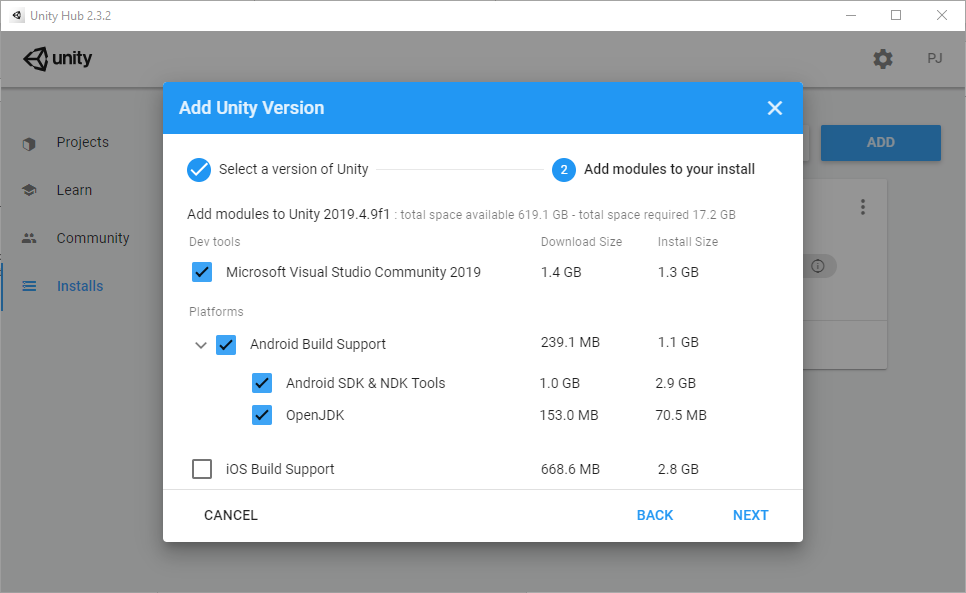 Unity Hub 2.3.2
unity
PJ
Projects
Learn
Community
Installs
ADD
Add Unity Version
Select a version of Unity
2
Add modules to your install
Add modules to Unity 2019.4.9f1 : total space available 619.1 GB - total space required 17.2 GB
Dev tools Download Size Install Size
Microsoft Visual Studio Community 2019 1.4 GB 1.3 GB
Platforms
Android Build Support 239.1 MB 1.1 GB
Android SDK & NDK Tools 1.0 GB 2.9 GB
OpenJDK 153.0 MB 70.5 MB
iOS Build Support 668.6 MB 2.8 GB
CANCEL BACK NEXT